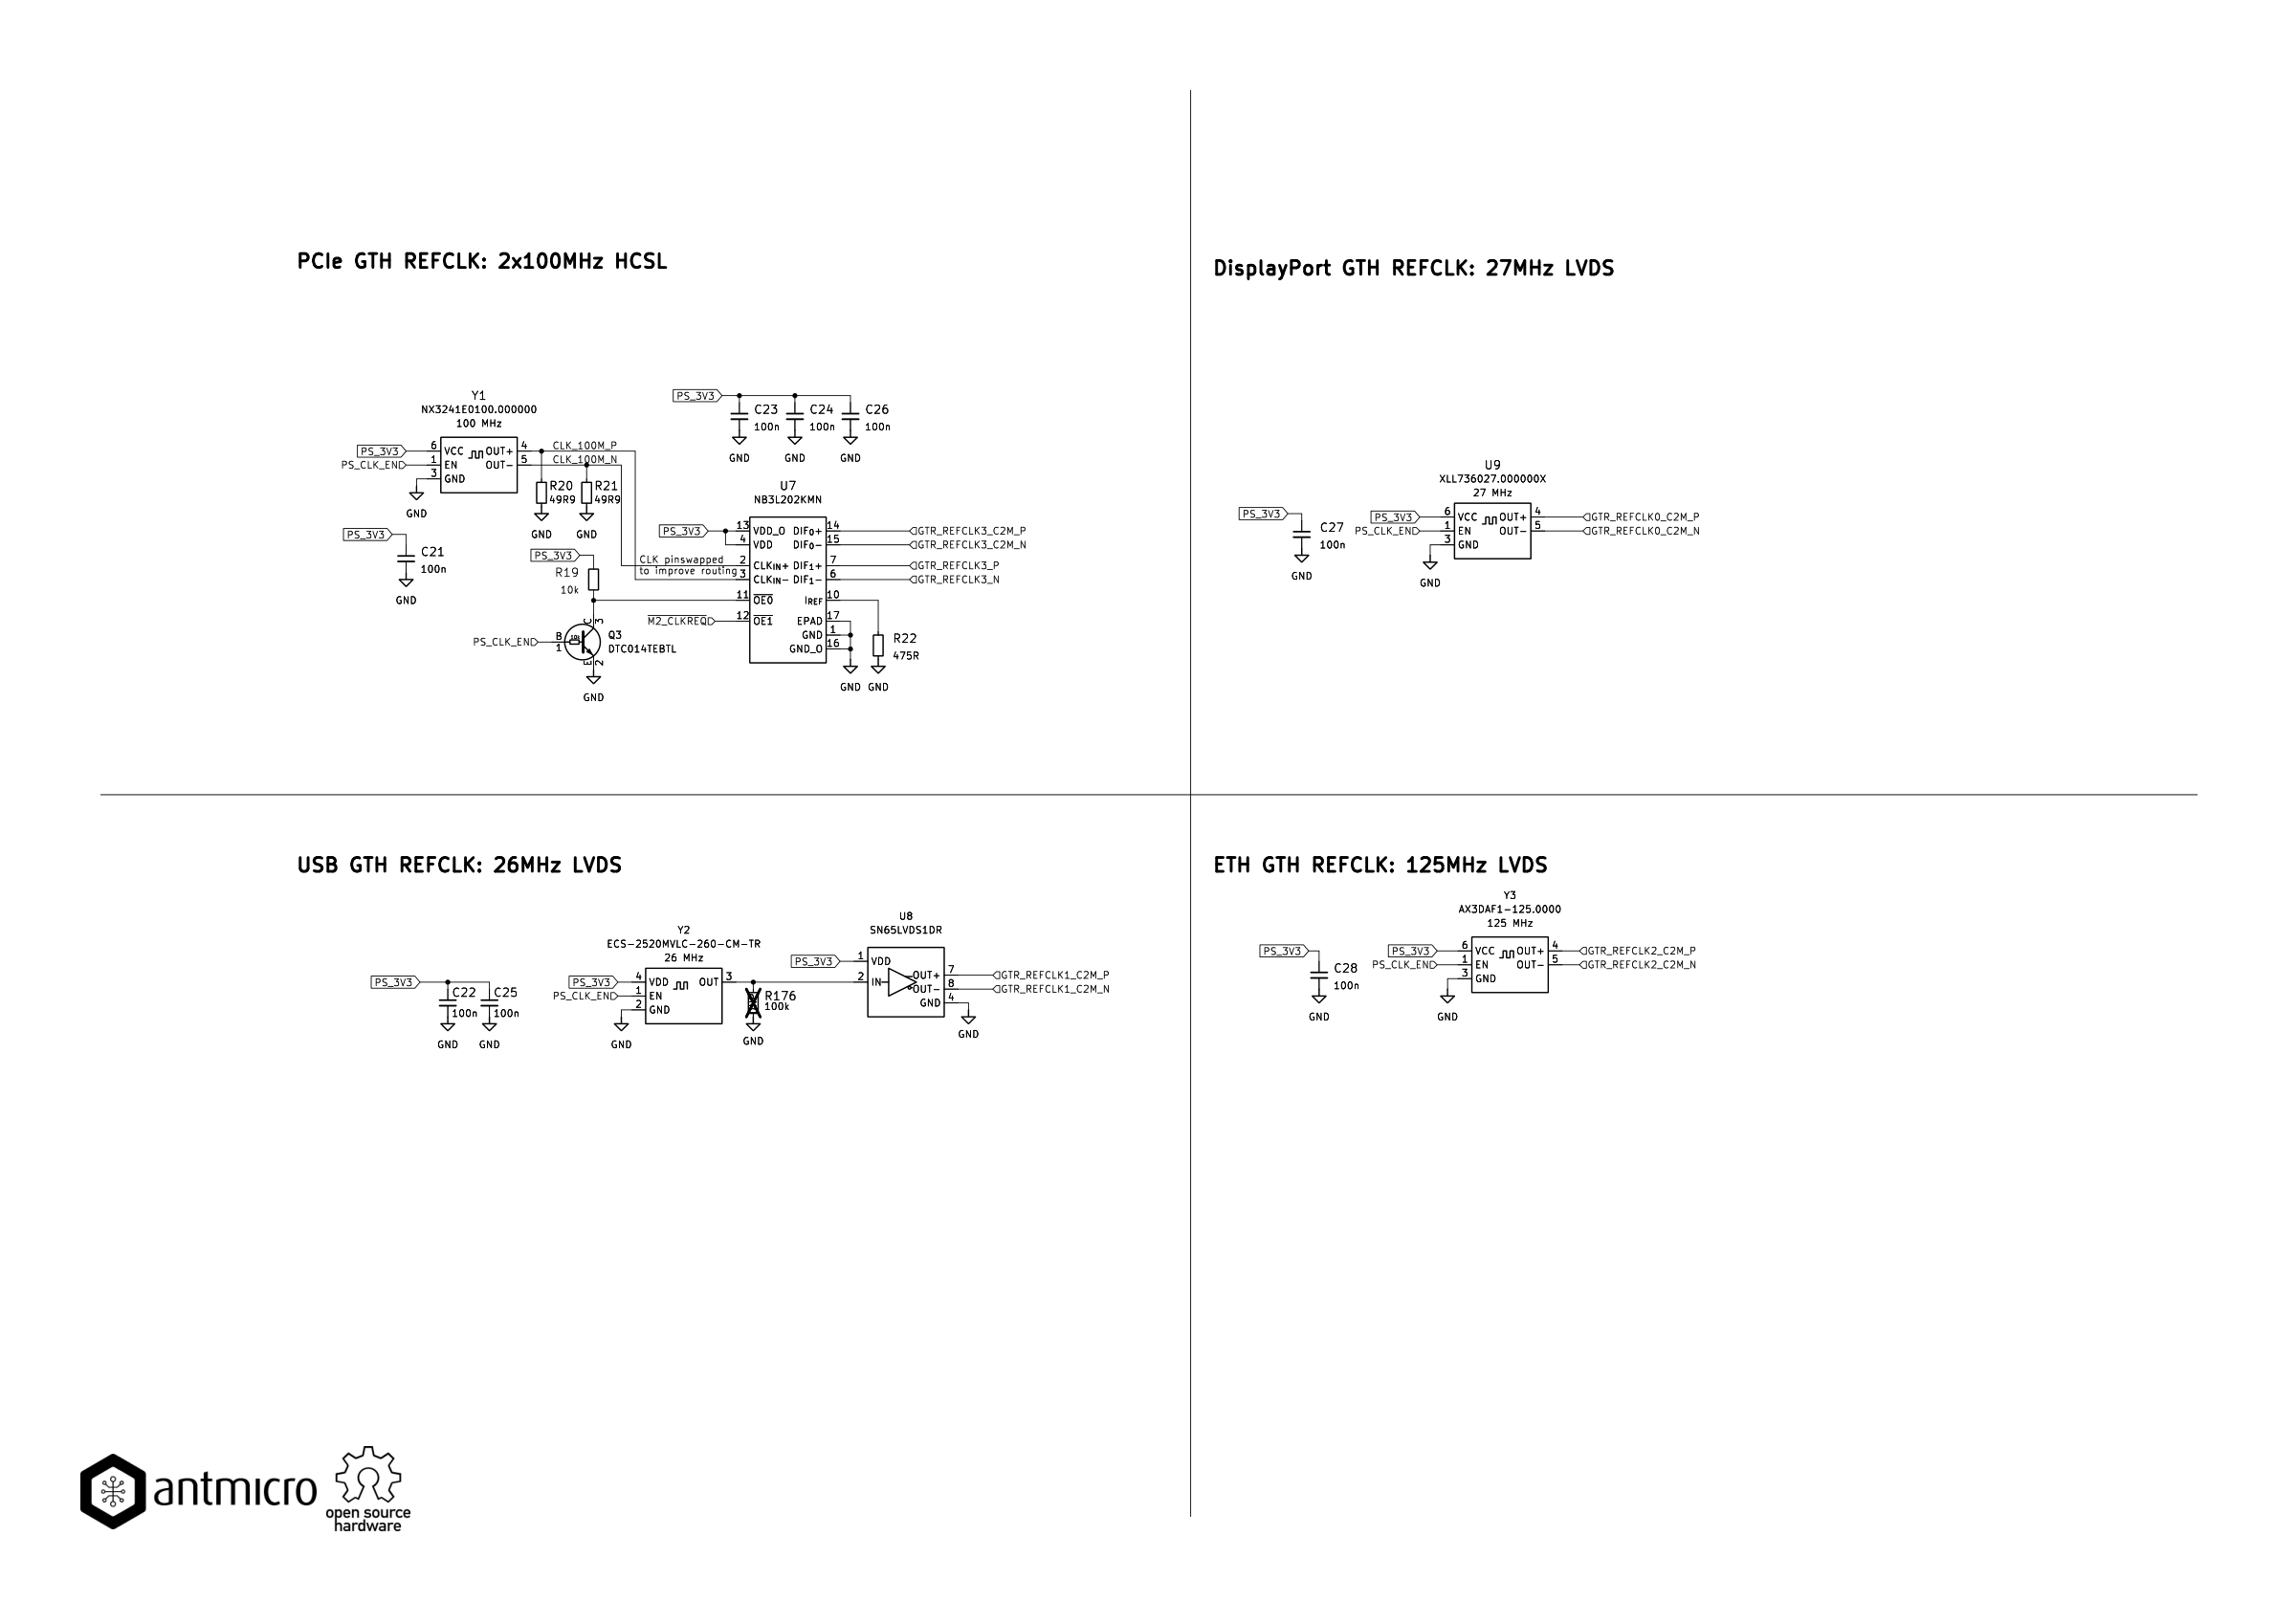 PCIe GTH REFCLK: 2x100MHz HCSL
Y1
NX3241E0100.000000
100 MHz
PS_3V3
PS_CLK_EN
6
1
3
VCC
EN
GND
OUT+
OUT-
4
5
GND
CLK_100M_P
CLK_100M_N
R20
49R9
GND
R21
49R9
GND
PS_3V3
C21
100n
GND
PS_3V3
C23
100n
GND
C24
100n
GND
C26
100n
GND
PS_3V3
R19
10k
PS_CLK_EN
B
1
10k
C
3
E
2
Q3
DTC014TEBTL
GND
CLK pinswapped
to improve routing
M2_CLKREQ
U7
NB3L202KMN
PS_3V3
13 VDD_O DIF0+ 14
4 VDD DIF0- 15
2 CLKIN+ DIF1+ 7
3 CLKIN- DIF1- 6
11 OE0 IREF 10
12 OE1 EPAD 17
GND 1
GND_O 16
GTR_REFCLK3_C2M_P
GTR_REFCLK3_C2M_N
GTR_REFCLK3_P
GTR_REFCLK3_N
R22
475R
GND
GND
DisplayPort GTH REFCLK: 27MHz LVDS
PS_3V3
C27
100n
GND
U9
XLL736027.000000X
27 MHz
PS_3V3
PS_CLK_EN
6 VCC OUT+ 4
1 EN OUT- 5
3 GND
GND
GTR_REFCLK0_C2M_P
GTR_REFCLK0_C2M_N
USB GTH REFCLK: 26MHz LVDS
PS_3V3
C22
100n
GND
C25
100n
GND
Y2
ECS-2520MVLC-260-CM-TR
26 MHz
PS_3V3
PS_CLK_EN
4 VDD OUT 3
1 EN
2 GND
GND
R176
100k
GND
U8
SN65LVDS1DR
PS_3V3
1 VDD
2 IN
OUT+ 7
OUT- 8
GND 4
GND
GTR_REFCLK1_C2M_P
GTR_REFCLK1_C2M_N
ETH GTH REFCLK: 125MHz LVDS
PS_3V3
C28
100n
GND
Y3
AX3DAF1-125.0000
125 MHz
PS_3V3
PS_CLK_EN
6 VCC OUT+ 4
1 EN OUT- 5
3 GND
GND
GTR_REFCLK2_C2M_P
GTR_REFCLK2_C2M_N
antmicro
open source
hardware